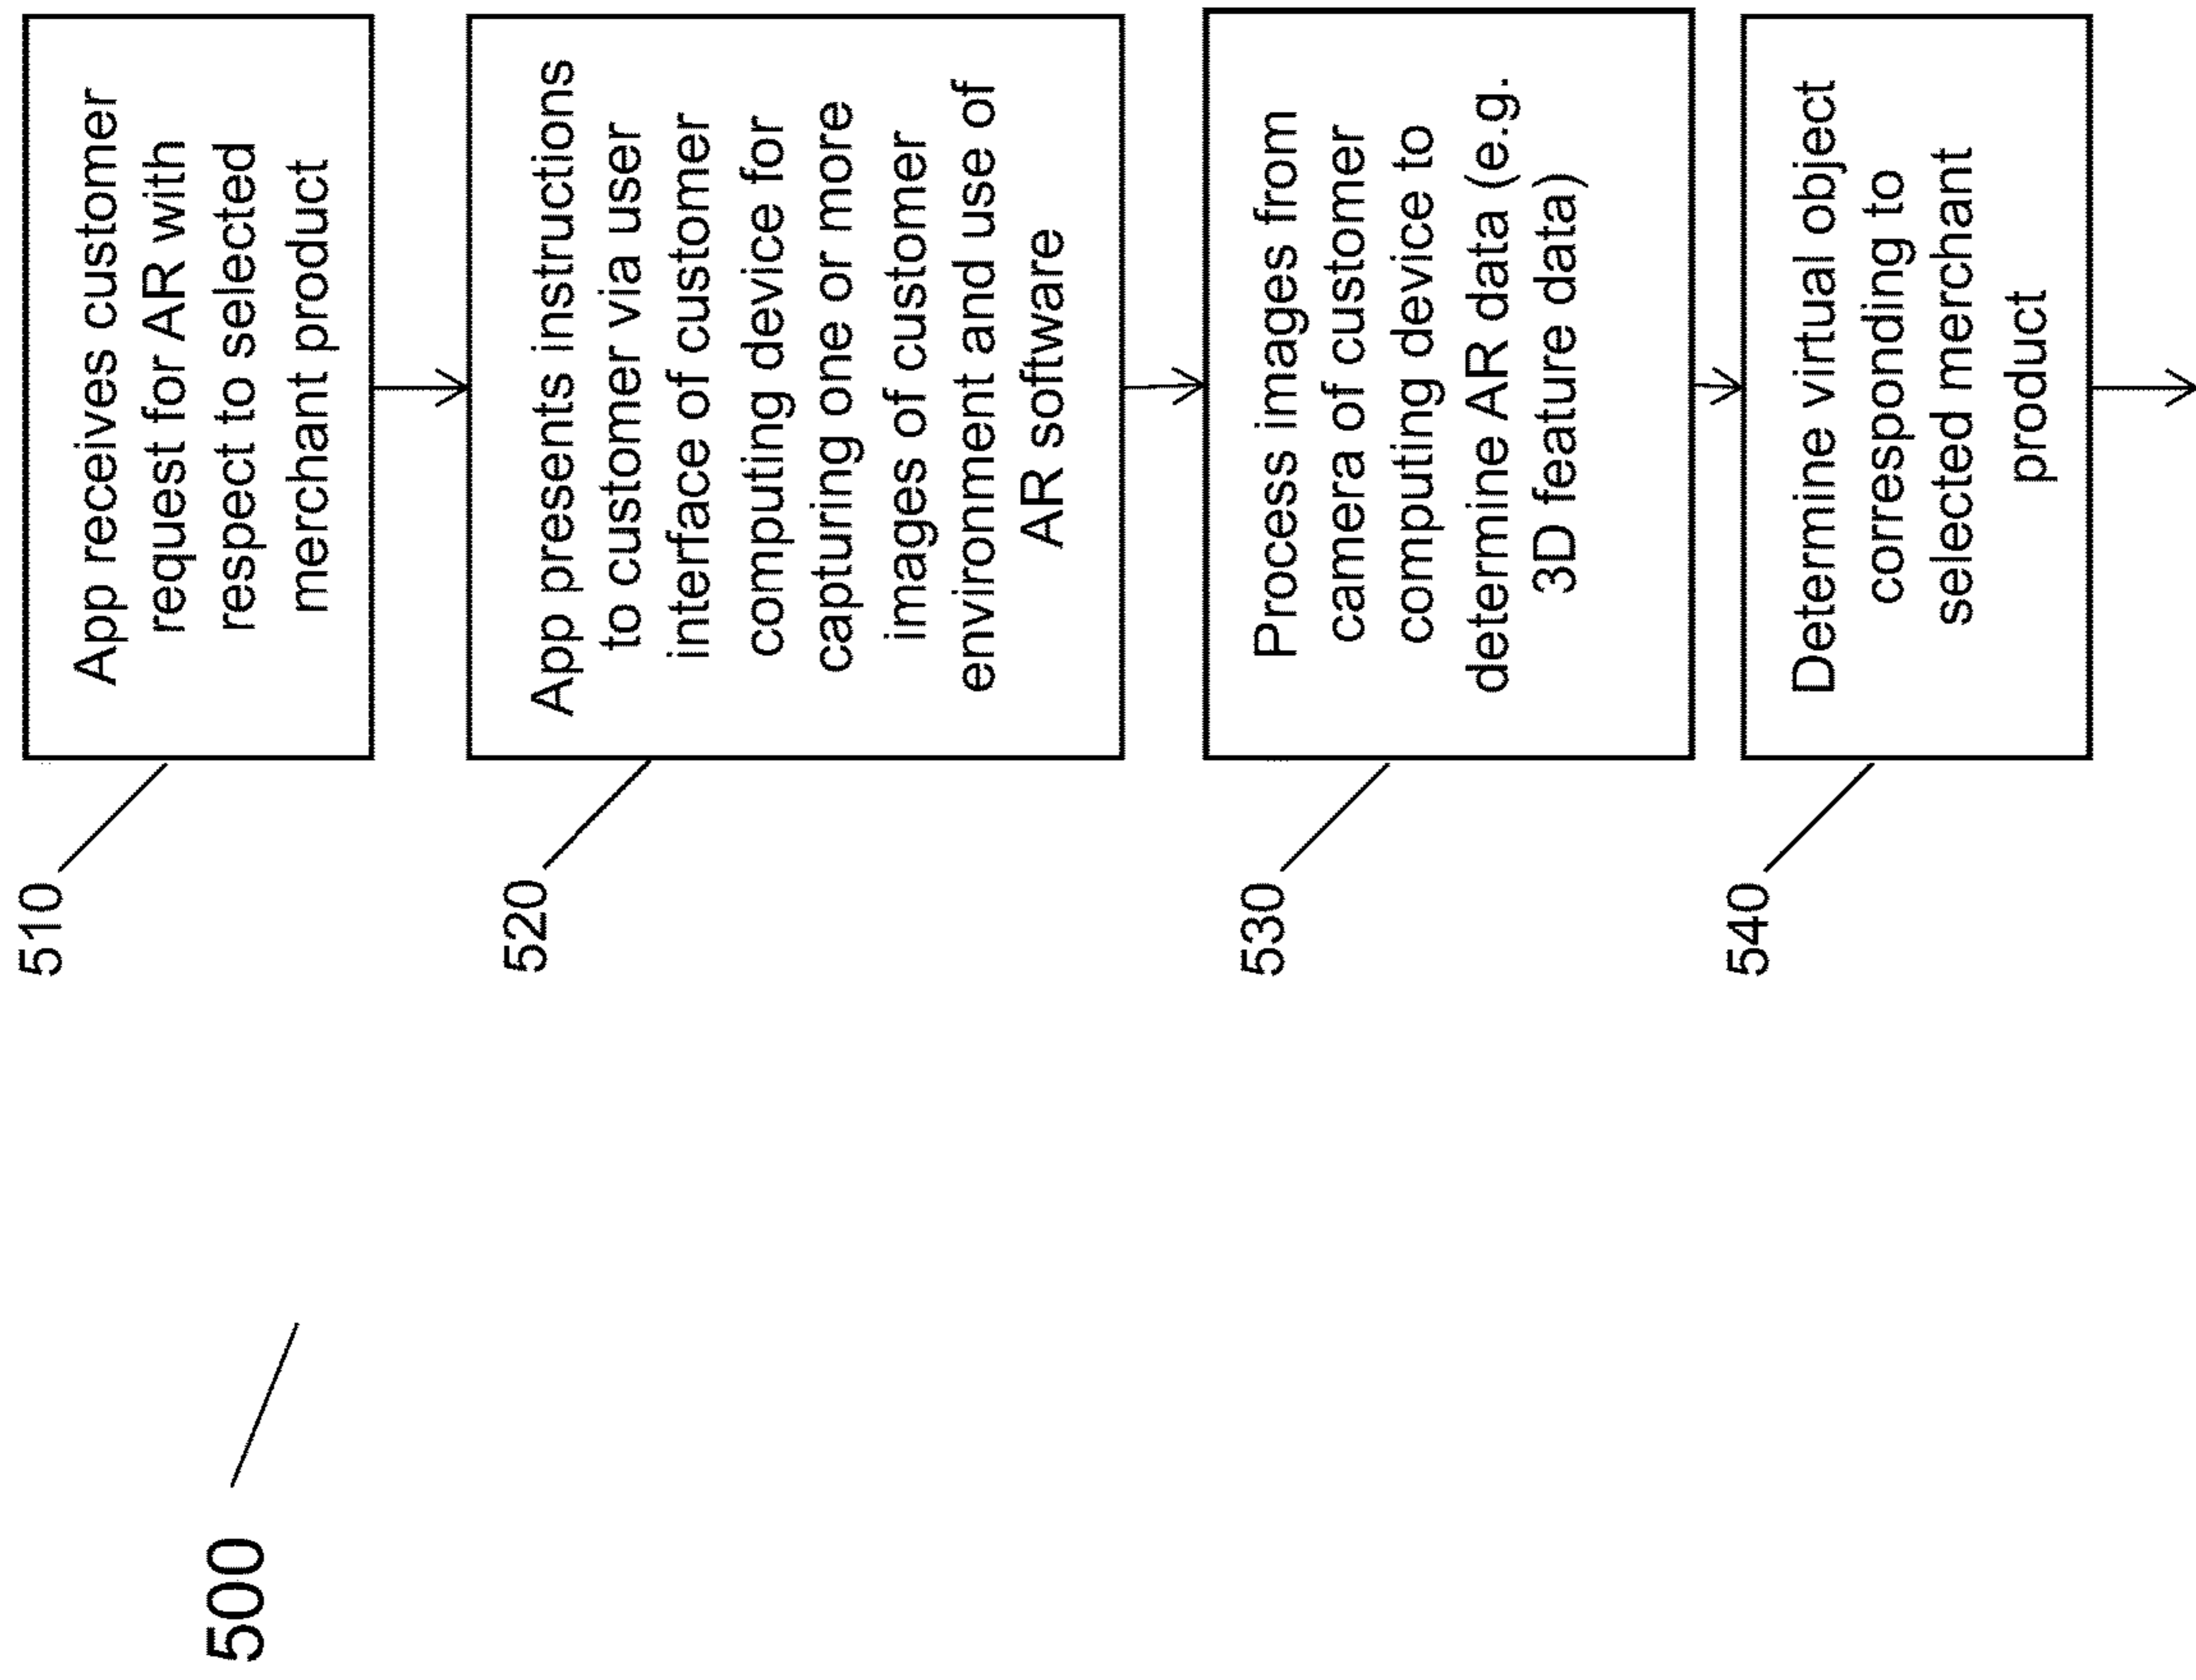 500
510
App receives customer
request for AR with
respect to selected
merchant product
520
App presents instructions
to customer via user
interface of customer
computing device for
capturing one or more
images of customer
environment and use of
AR software
530
Process images from
camera of customer
computing device to
determine AR data (e.g.
3D feature data)
540
Determine virtual object
corresponding to
selected merchant
product